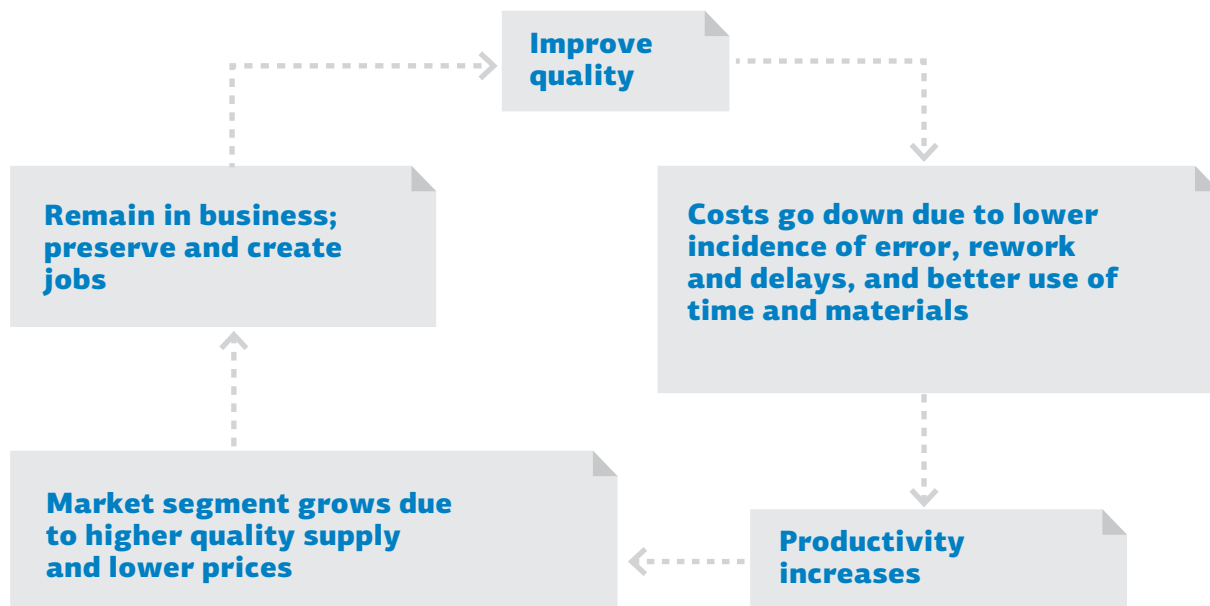 Improve
quality
Costs go down due to lower
incidence of error, rework
and delays, and better use of
time and materials
Productivity
increases
Market segment grows due
to higher quality supply
and lower prices
Remain in business;
preserve and create
jobs